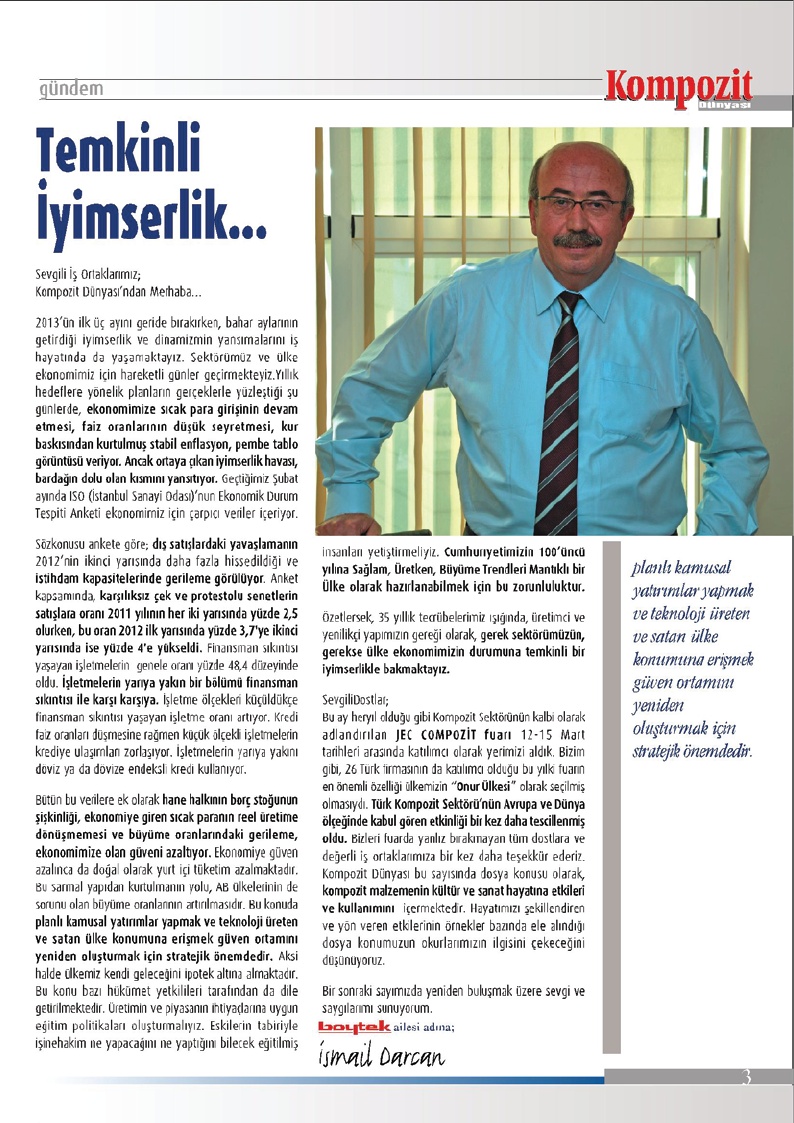 gündem
Kompozit
Dünyası
Temkinli
İyimserlik...
Sevgili İş Ortaklarımız;
Kompozit Dünyası'ndan Merhaba...
2013'ün ilk üç ayını geride bırakırken, bahar aylarının
getirdiği iyimserlik ve dinamizmin yansımalarını iş
hayatında da yaşamaktayız. Sektörümüz ve ülke
ekonomimiz için hareketli günler geçirmekteyiz.Yıllık
hedeflere yönelik planların gerçeklerle yüzleştiği şu
günlerde, ekonomimize sıcak para girişinin devam
etmesi, faiz oranlarının düşük seyretmesi, kur
baskısından kurtulmuş stabil enflasyon, pembe tablo
görüntüsü veriyor. Ancak ortaya çıkan iyimserlik havası,
bardağın dolu olan kısmını yansıtıyor. Geçtiğimiz Şubat
ayında ISO (İstanbul Sanayi Odası)'nun Ekonomik Durum
Tespiti Anketi ekonomimiz için çarpıcı veriler içeriyor.
Sözkonusu ankete göre; dış satışlardaki yavaşlamanın
2012'nin ikinci yarısında daha fazla hissedildiği ve
istihdam kapasitelerinde gerileme görülüyor. Anket
kapsamında, karşılıksız çek ve protestolu senetlerin
satışlara oranı 2011 yılının her iki yarısında yüzde 2,5
olurken, bu oran 2012 ilk yarısında yüzde 3,7'ye ikinci
yarısında ise yüzde 4'e yükseldi. Finansman sıkıntısı
yaşayan işletmelerin genele oranı yüzde 48,4 düzeyinde
oldu. İşletmelerin yarıya yakın bir bölümü finansman
sıkıntısı ile karşı karşıya. İşletme ölçekleri küçüldükçe
finansman sıkıntısı yaşayan işletme oranı artıyor. Kredi
faiz oranları düşmesine rağmen küçük ölçekli işletmelerin
krediye ulaşımları zorlaşıyor. İşletmelerin yarıya yakını
döviz ya da dövize endeksli kredi kullanıyor.
Bütün bu verilere ek olarak hane halkının borç stoğunun
şişkinliği, ekonomiye giren sıcak paranın reel üretime
dönüşmemesi ve büyüme oranlarındaki gerileme,
ekonomimize olan güveni azaltıyor. Ekonomiye güven
azalınca da doğal olarak yurt içi tüketim azalmaktadır.
Bu sarmal yapıdan kurtulmanın yolu, AB ülkelerinin de
sorunu olan büyüme oranlarının artırılmasıdır. Bu konuda
planlı kamusal yatırımlar yapmak ve teknoloji üreten
ve satan ülke konumuna erişmek güven ortamını
yeniden oluşturmak için stratejik önemdedir. Aksi
halde ülkemiz kendi geleceğini ipotek altına almaktadır.
Bu konu bazı hükümet yetkilileri tarafından da dile
getirilmektedir. Üretimin ve piyasanın ihtiyaçlarına uygun
eğitim politikaları oluşturmalıyız. Eskilerin tabiriyle
işinehakim ne yapacağını ne yaptığını bilecek eğitilmiş
insanları yetiştirmeliyiz. Cumhuriyetimizin 100'üncü
yılına Sağlam, Üretken, Büyüme Trendleri Mantıklı bir
Ülke olarak hazırlanabilmek için bu zorunluluktur.
Özetlersek, 35 yıllık tecrübelerimiz ışığında, üretimci ve
yenilikçi yapımızın gereği olarak, gerek sektörümüzün,
gerekse ülke ekonomimizin durumuna temkinli bir
iyimserlikle bakmaktayız.
SevgiliDostlar;
Bu ay heryıl olduğu gibi Kompozit Sektörünün kalbi olarak
adlandırılan JEC COMPOZİT fuarı 12-15 Mart
tarihleri arasında katılımcı olarak yerimizi aldık. Bizim
gibi, 26 Türk firmasının da katılımcı olduğu bu yılki fuarın
en önemli özelliği ülkemizin "Onur Ülkesi" olarak seçilmiş
olmasıydı. Türk Kompozit Sektörü'nün Avrupa ve Dünya
ölçeğinde kabul gören etkinliği bir kez daha tescillenmiş
oldu. Bizleri fuarda yanlız bırakmayan tüm dostlara ve
değerli iş ortaklarımıza bir kez daha teşekkür ederiz.
Kompozit Dünyası bu sayısında dosya konusu olarak,
kompozit malzemenin kültür ve sanat hayatına etkileri
ve kullanımını içermektedir. Hayatımızı şekillendiren
ve yön veren etkilerinin örnekler bazında ele alındığı
dosya konumuzun okurlarımızın ilgisini çekeceğini
düşünüyoruz.
Bir sonraki sayımızda yeniden buluşmak üzere sevgi ve
saygılarımı sunuyorum.
boytek ailesi adına;
İsmail Darcan
planlı kamusal
yatırımlar yapmak
ve teknoloji üreten
ve satan ülke
konumuna erişmek
güven ortamını
yeniden
oluşturmak için
stratejik önemdedir.
3